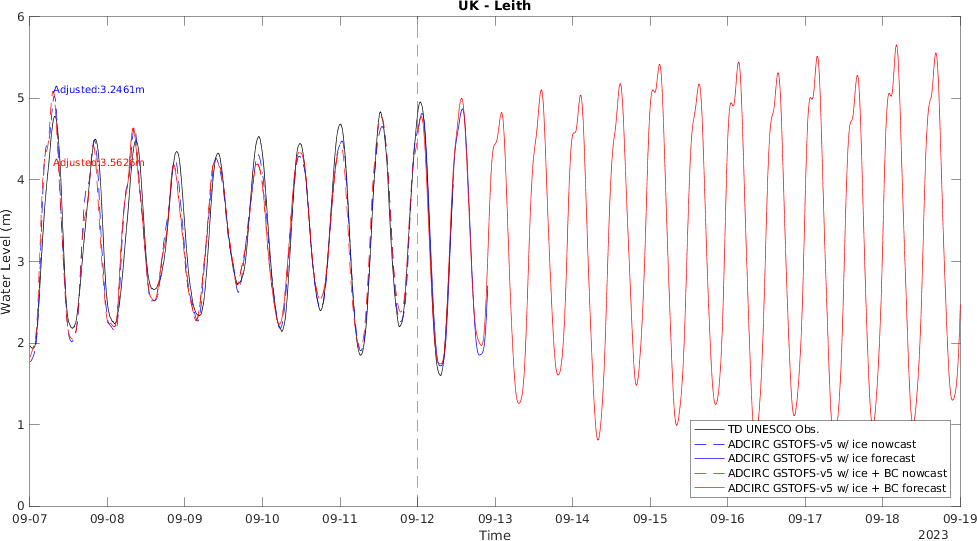 UK - Leith
6
5
4
3
2
1
0
Water Level (m)
Adjusted:3.2461m
Adjusted:3.5626m
TD UNESCO Obs.
ADCIRC GSTOFS-v5 w/ ice nowcast
ADCIRC GSTOFS-v5 w/ ice forecast
ADCIRC GSTOFS-v5 w/ ice + BC nowcast
ADCIRC GSTOFS-v5 w/ ice + BC forecast
09-07 09-08 09-09 09-10 09-11 09-12 09-13 09-14 09-15 09-16 09-17 09-18 09-19
Time
2023